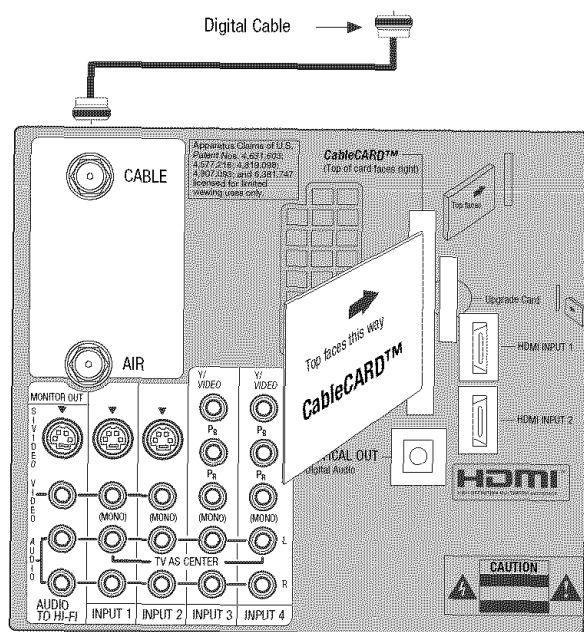 Digital Cable
CABLE
AIR
Apparatus Claims of U.S.
Patent Nos. 4,631,603;
4,577,216; 4,819,098;
4,907,093; and 6,381,747
licensed for limited
viewing uses only.
CableCARD™
(Top of card faces right)
Top faces
Upgrade Card
Top faces this way
CableCARD™
HDMI INPUT 1
HDMI INPUT 2
TICAL OUT
Digital Audio
HDMI
CAUTION
MONITOR OUT
S-VIDEO
VIDEO
AUDIO
Y/
VIDEO
Y/
VIDEO
PB
PB
PR
PR
(MONO)
(MONO)
(MONO)
(MONO)
L
TV AS CENTER
R
AUDIO
TO HI-FI
INPUT 1
INPUT 2
INPUT 3
INPUT 4